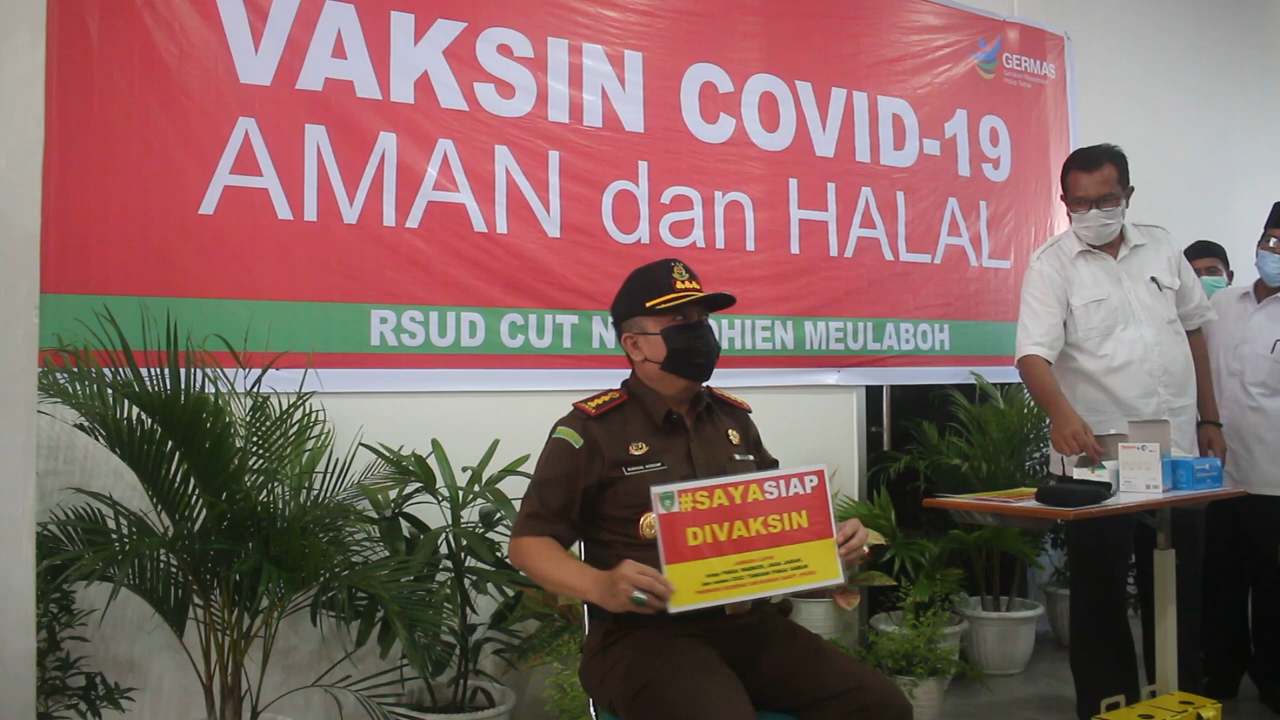 VAKSIN COVID-19
AMAN dan HALAL
GERMAS
RSUD CUT N DHIEN MEULABOH
#SAYASIAP
DIVAKSIN